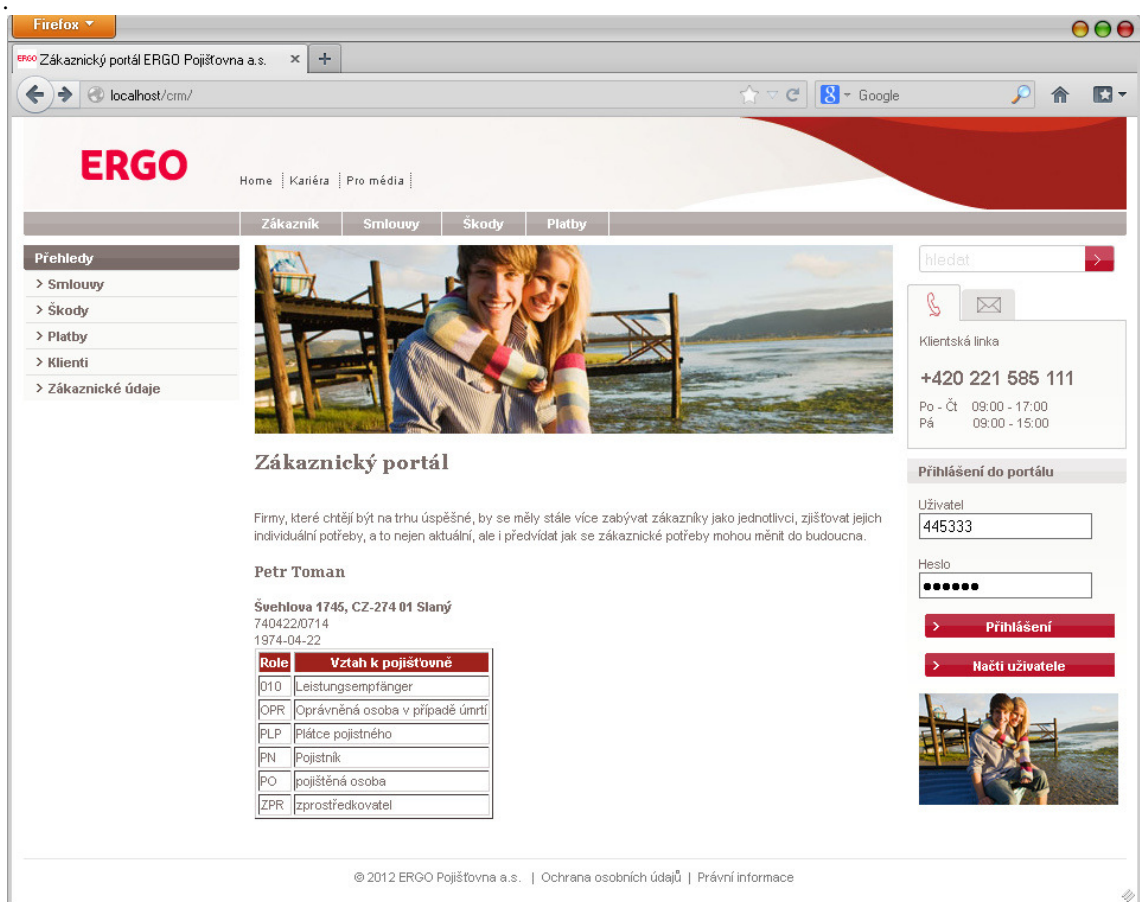 .
Firefox
ERGO Zákaznický portál ERGO Pojišťovna a.s. × +
localhost/crm/
8 Google
ERGO
Home Kariéra Pro média
Zákazník Smlouvy Škody Platby
Přehledy
> Smlouvy
> Škody
> Platby
> Klienti
> Zákaznické údaje
hledat >
Klientská linka
+420 221 585 111
Po - Čt 09:00 - 17:00
Pá 09:00 - 15:00
Zákaznický portál
Firmy, které chtějí být na trhu úspěšné, by se měly stále více zabývat zákazníky jako jednotlivci, zjišťovat jejich
individuální potřeby, a to nejen aktuální, ale i předvídat jak se zákaznické potřeby mohou měnit do budoucna.
Petr Toman
Švehlova 1745, CZ-274 01 Slaný
740422/0714
1974-04-22
Role Vztah k pojišťovně
010 Leistungsempfänger
OPR Oprávněná osoba v případě úmrtí
PLP Plátce pojistného
PN Pojistník
PO pojištěná osoba
ZPR zprostředkovatel
Přihlášení do portálu
Uživatel
445333
Heslo
●●●●●●
> Přihlášení
> Načti uživatele
© 2012 ERGO Pojišťovna a.s. | Ochrana osobních údajů | Právní informace